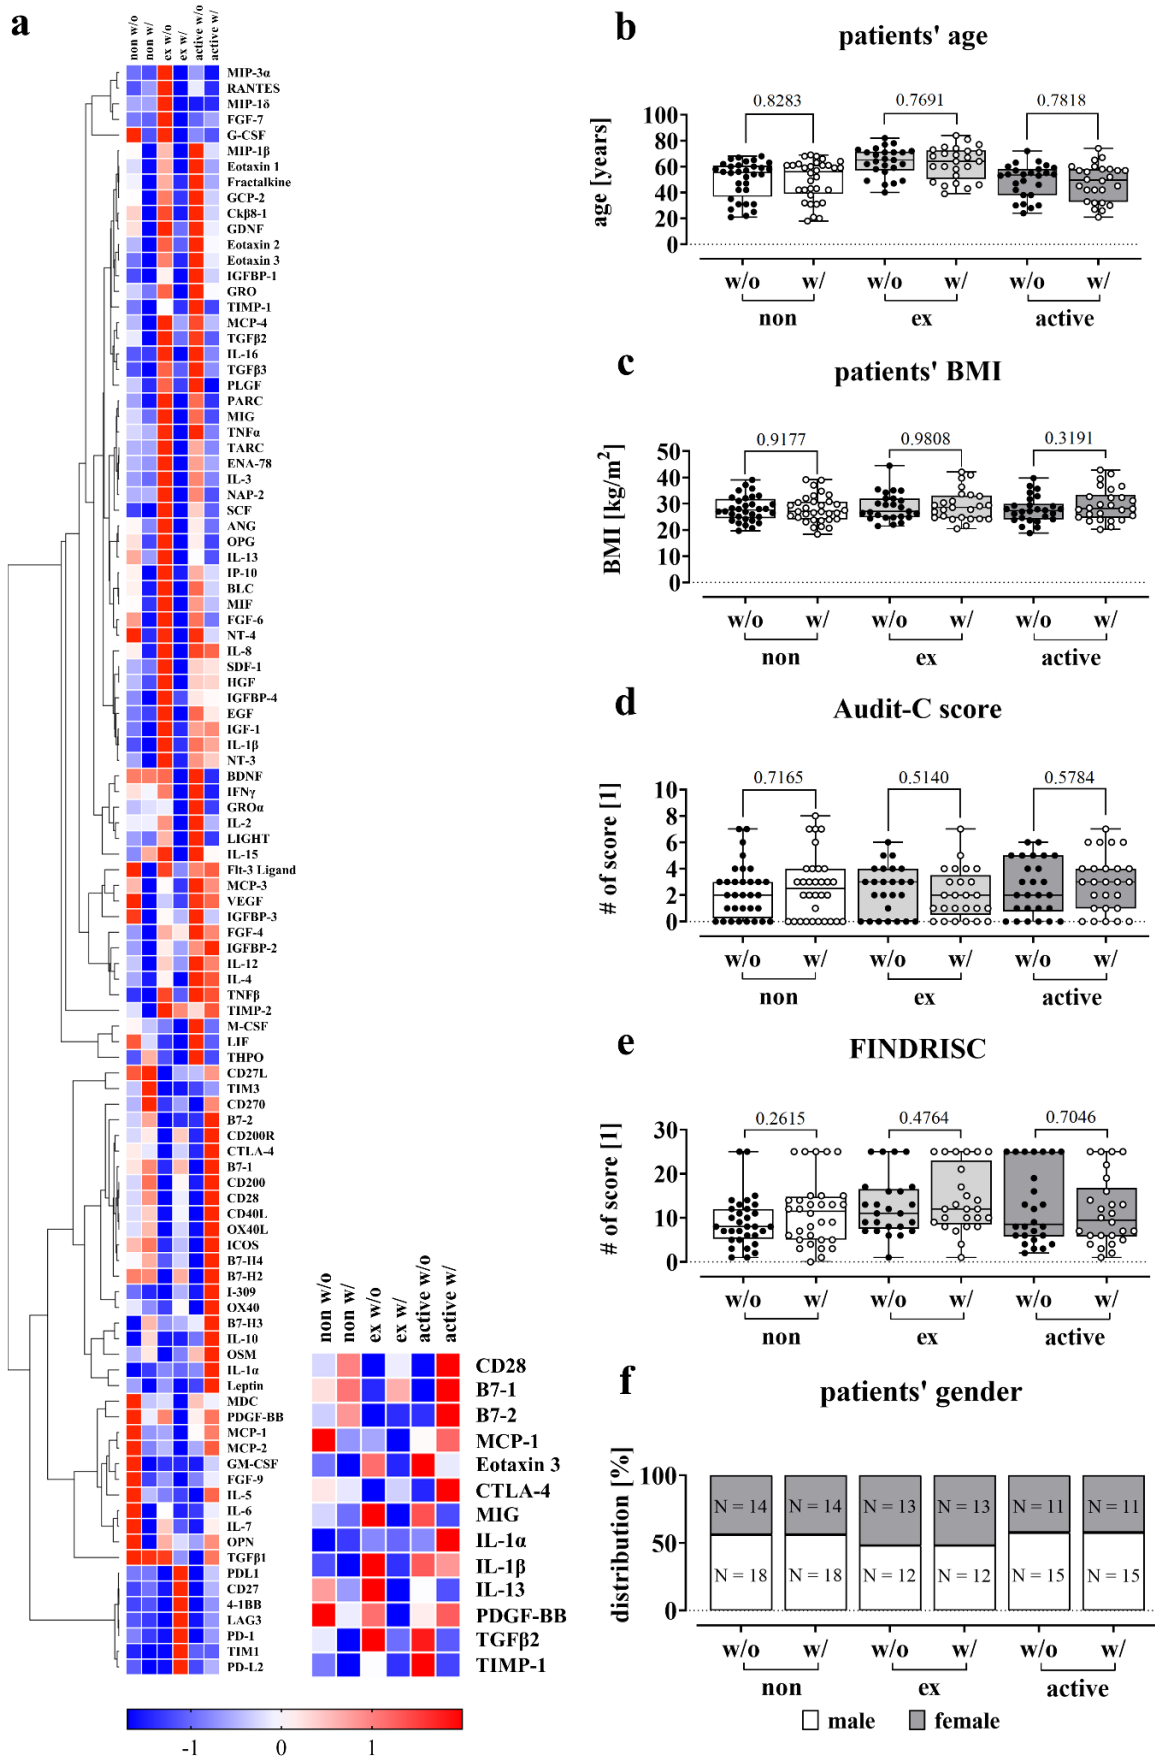 a
non w/o
non w/
ex w/o
ex w/
active w/o
active w/
MIP-3α
RANTES
MIP-1δ
FGF-7
G-CSF
MIP-1β
Eotaxin 1
Fractalkine
GCP-2
Ckβ8-1
GDNF
Eotaxin 2
Eotaxin 3
IGFBP-1
GRO
TIMP-1
MCP-4
TGFβ2
IL-16
TGFβ3
PLGF
PARC
MIG
TNFα
TARC
ENA-78
IL-3
NAP-2
SCF
ANG
OPG
IL-13
IP-10
BLC
MIF
FGF-6
NT-4
IL-8
SDF-1
HGF
IGFBP-4
EGF
IGF-1
IL-1β
NT-3
BDNF
IFNγ
GROα
IL-2
LIGHT
IL-15
Flt-3 Ligand
MCP-3
VEGF
IGFBP-3
FGF-4
IGFBP-2
IL-12
IL-4
TNFβ
TIMP-2
M-CSF
LIF
THPO
CD27L
TIM3
CD270
B7-2
CD200R
CTLA-4
B7-1
CD200
CD28
CD40L
OX40L
ICOS
B7-H4
B7-H2
I-309
OX40
B7-H3
IL-10
OSM
IL-1α
Leptin
MDC
PDGF-BB
MCP-1
MCP-2
GM-CSF
FGF-9
IL-5
IL-6
IL-7
OPN
TGFβ1
PDL1
CD27
4-1BB
LAG3
PD-1
TIM1
PD-L2
non w/o
non w/
ex w/o
ex w/
active w/o
active w/
CD28
B7-1
B7-2
MCP-1
Eotaxin 3
CTLA-4
MIG
IL-1α
IL-1β
IL-13
PDGF-BB
TGFβ2
TIMP-1
-1 0 1
b
patients' age
0.8283 0.7691 0.7818
age [years]
100
80
60
40
20
0
w/o w/ w/o w/ w/o w/
non ex active
c
patients' BMI
0.9177 0.9808 0.3191
BMI [kg/m²]
50
40
30
20
10
0
w/o w/ w/o w/ w/o w/
non ex active
d
Audit-C score
0.7165 0.5140 0.5784
# of score [1]
10
8
6
4
2
0
w/o w/ w/o w/ w/o w/
non ex active
e
FINDRISC
0.2615 0.4764 0.7046
# of score [1]
30
20
10
0
w/o w/ w/o w/ w/o w/
non ex active
f
patients' gender
distribution [%]
100
50
0
N = 14 N = 14 N = 13 N = 13 N = 11 N = 11
N = 18 N = 18 N = 12 N = 12 N = 15 N = 15
w/o w/ w/o w/ w/o w/
non ex active
male female